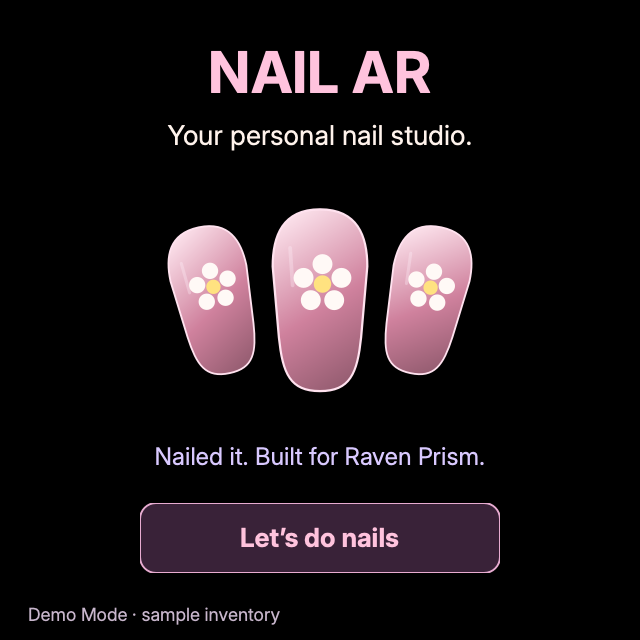 NAIL AR
Your personal nail studio.
Nailed it. Built for Raven Prism.
Let’s do nails
Demo Mode · sample inventory